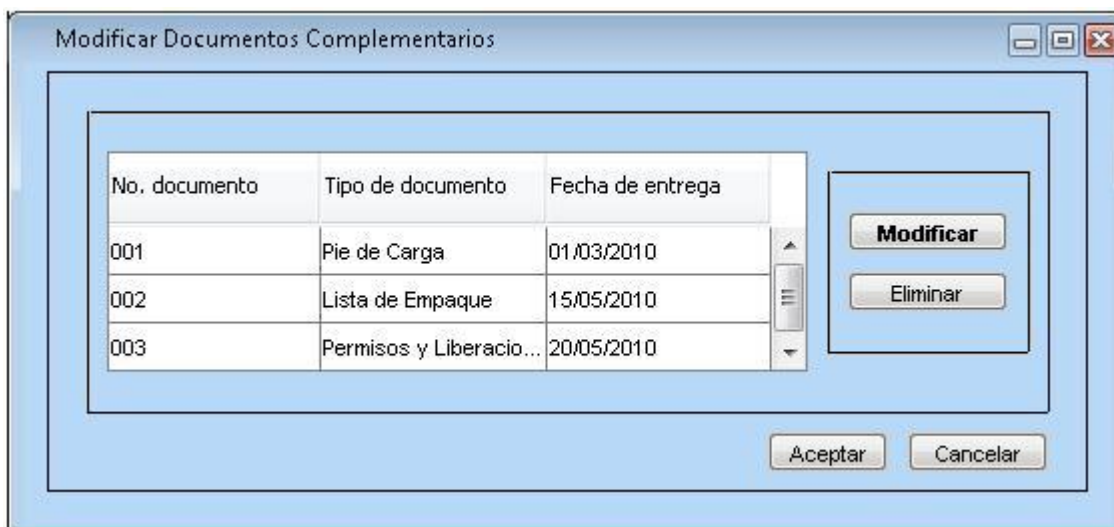 Modificar Documentos Complementarios
No. documento Tipo de documento Fecha de entrega
001 Pie de Carga 01/03/2010
002 Lista de Empaque 15/05/2010
003 Permisos y Liberacio... 20/05/2010
Modificar
Eliminar
Aceptar Cancelar